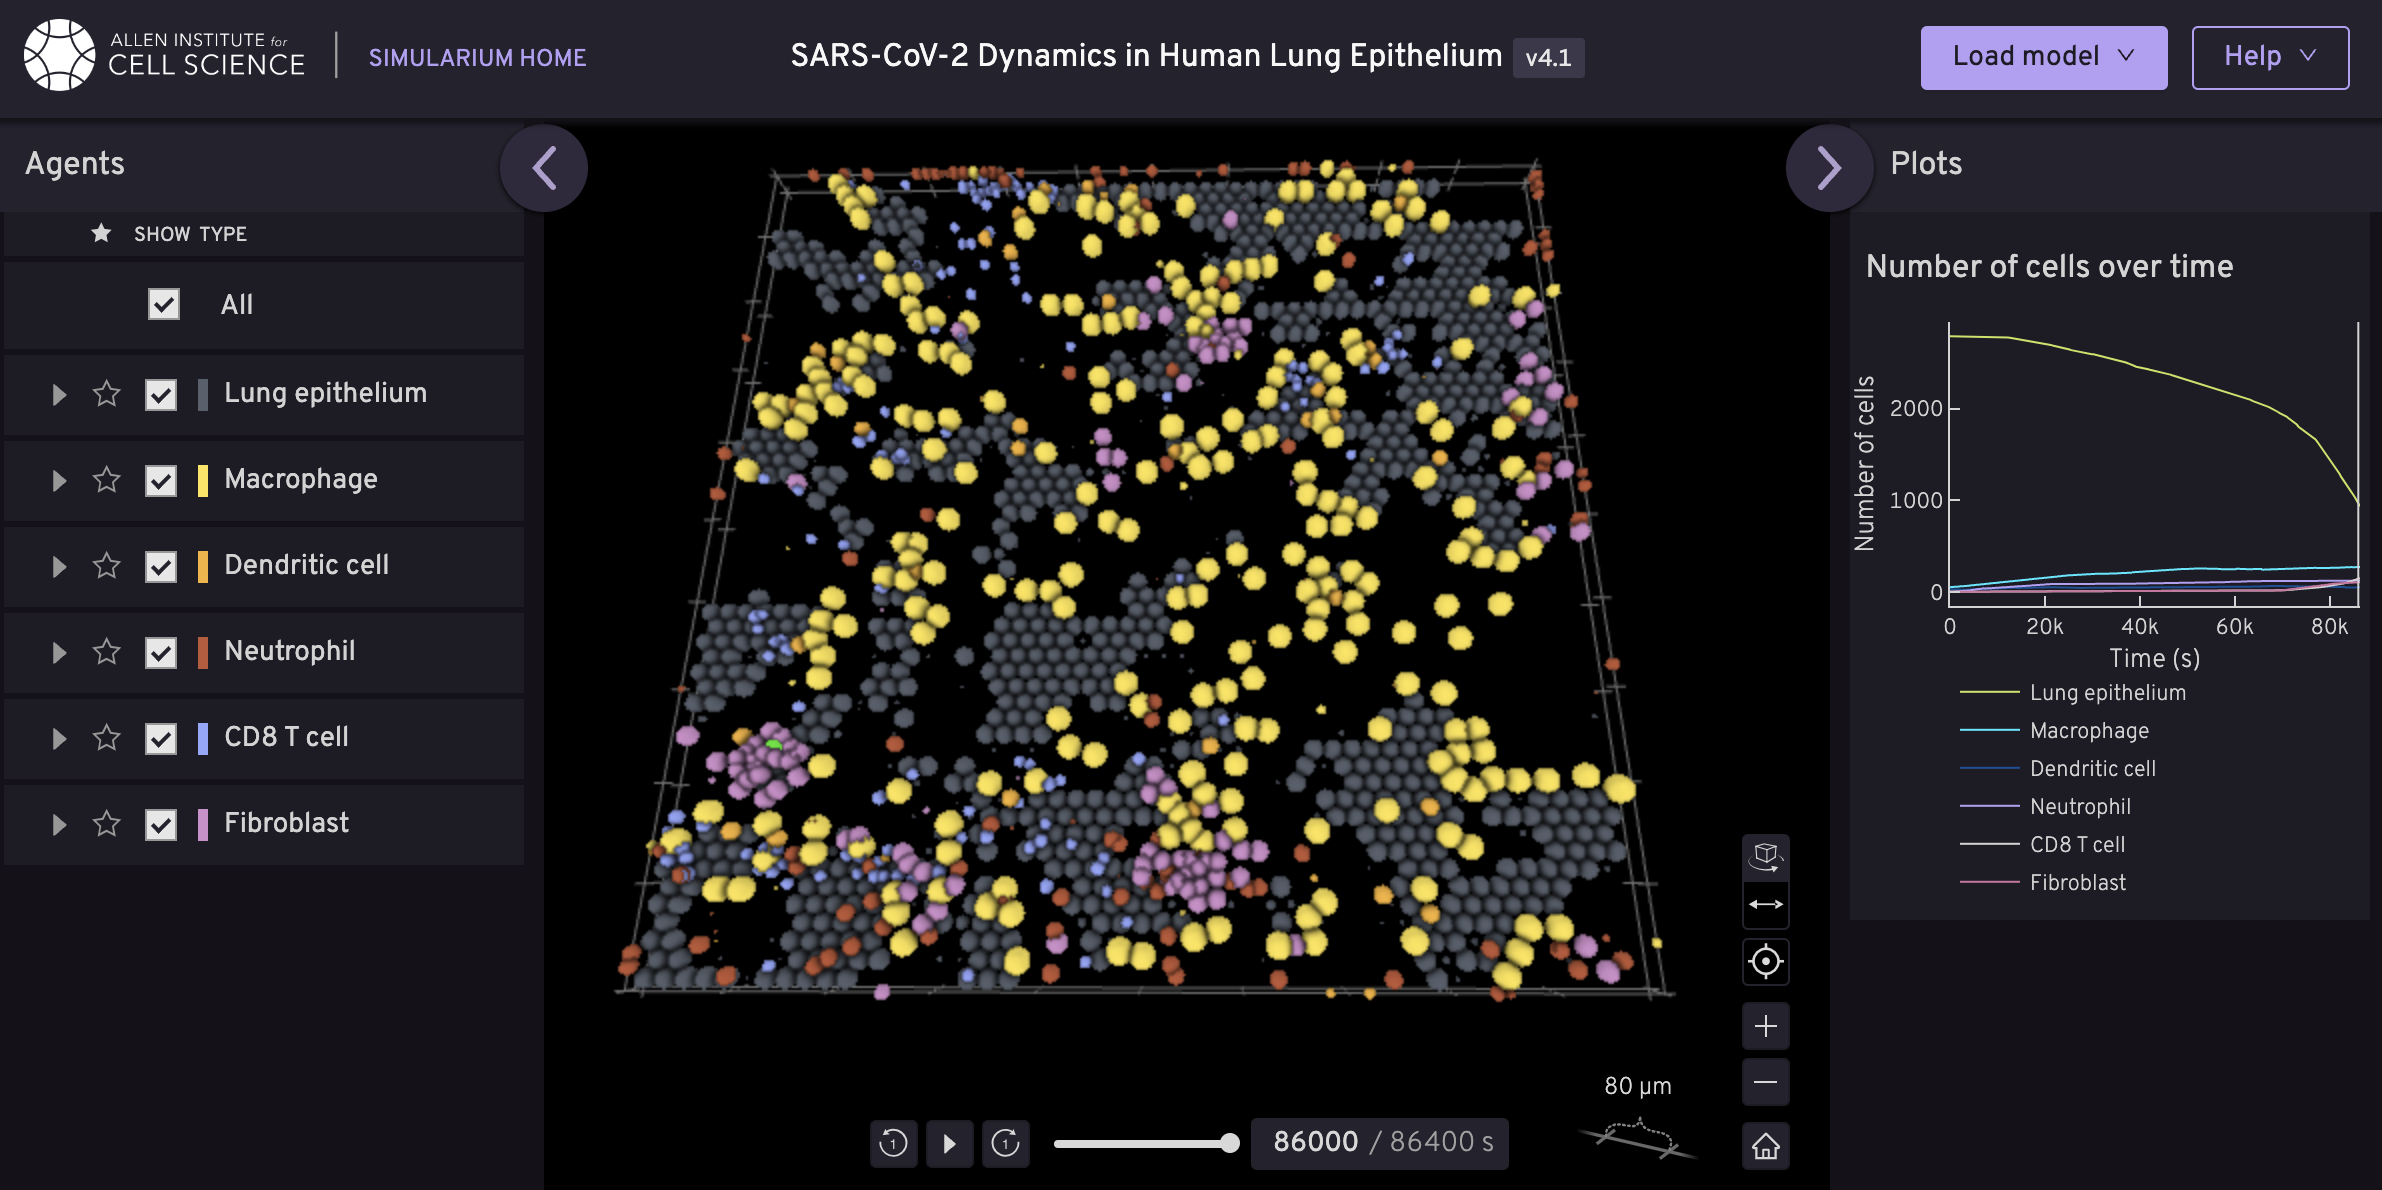 ALLEN INSTITUTE for
CELL SCIENCE
SIMULARIUM HOME
SARS-CoV-2 Dynamics in Human Lung Epithelium v4.1
Load model
Help
Agents
SHOW TYPE
All
Lung epithelium
Macrophage
Dendritic cell
Neutrophil
CD8 T cell
Fibroblast
80 µm
1
1
86000 / 86400 s
Plots
Number of cells over time
Number of cells
2000
1000
0
0 20k 40k 60k 80k
Time (s)
Lung epithelium
Macrophage
Dendritic cell
Neutrophil
CD8 T cell
Fibroblast